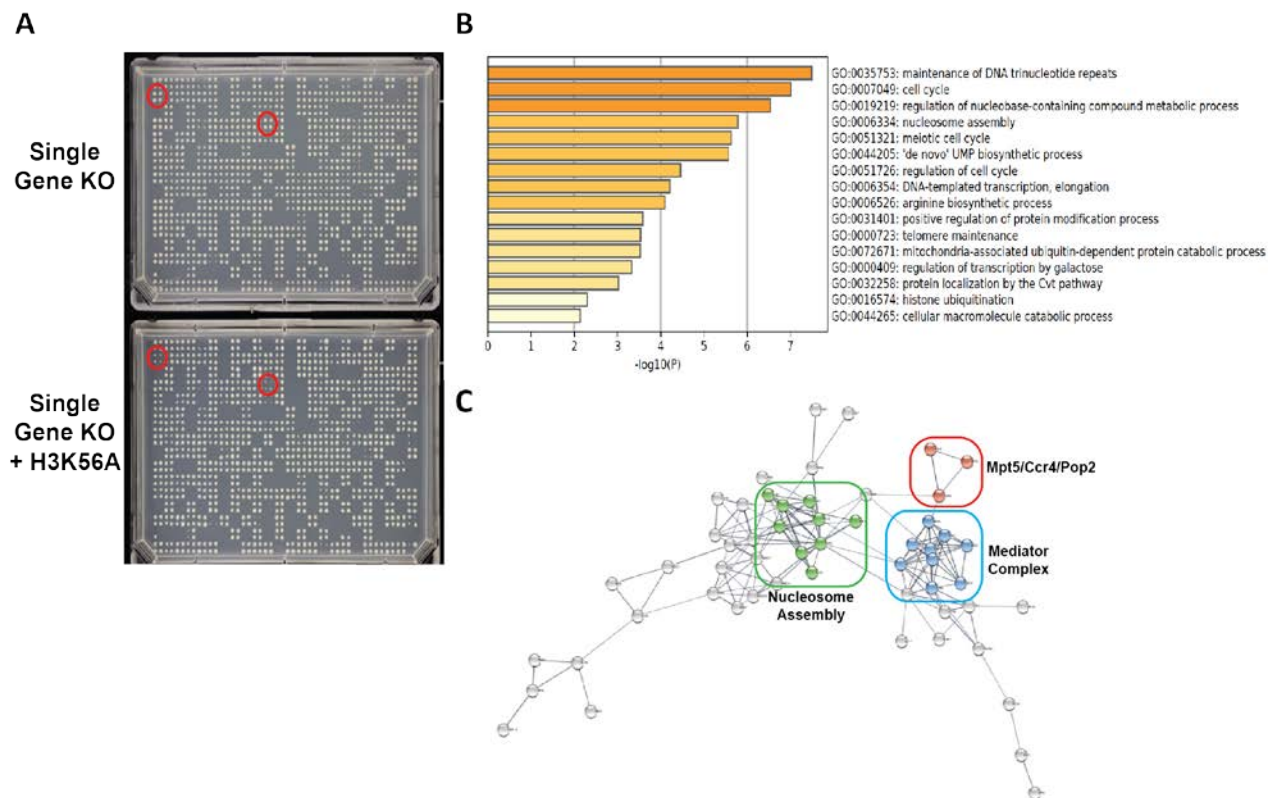 A
B
Single
Gene KO
Single
Gene KO
+ H3K56A
GO:0035753: maintenance of DNA trinucleotide repeats
GO:0007049: cell cycle
GO:0019219: regulation of nucleobase-containing compound metabolic process
GO:0006334: nucleosome assembly
GO:0051321: meiotic cell cycle
GO:0044205: 'de novo' UMP biosynthetic process
GO:0051726: regulation of cell cycle
GO:0006354: DNA-templated transcription, elongation
GO:0006526: arginine biosynthetic process
GO:0031401: positive regulation of protein modification process
GO:0000723: telomere maintenance
GO:0072671: mitochondria-associated ubiquitin-dependent protein catabolic process
GO:0000409: regulation of transcription by galactose
GO:0032258: protein localization by the Cvt pathway
GO:0016574: histone ubiquitination
GO:0044265: cellular macromolecule catabolic process
0 1 2 3 4 5 6 7
-log10(P)
C
Mpt5/Ccr4/Pop2
Mediator
Complex
Nucleosome
Assembly